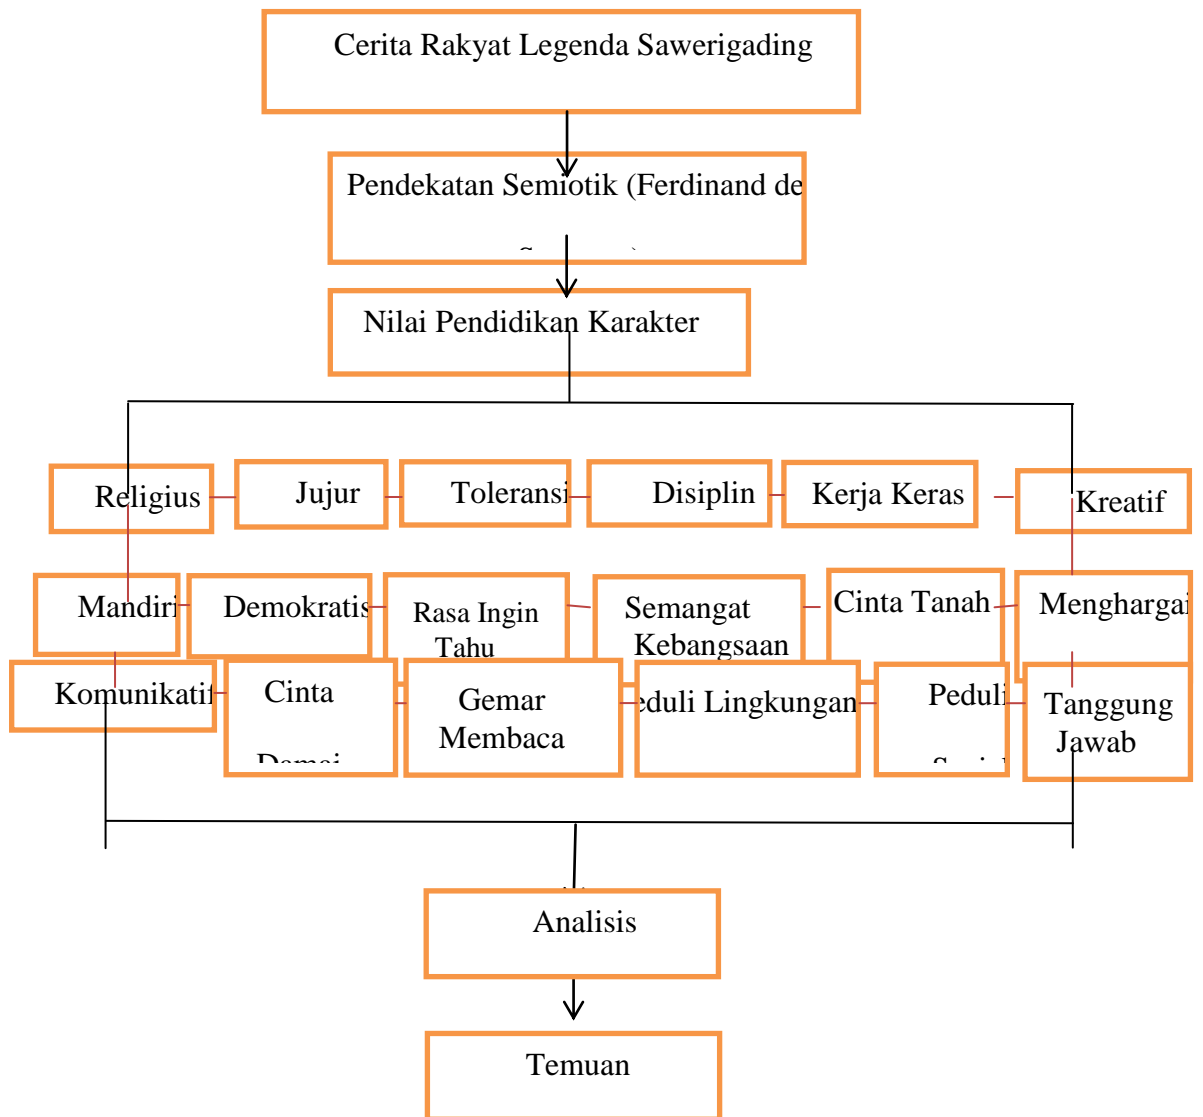 Cerita Rakyat Legenda Sawerigading
Pendekatan Semiotik (Ferdinand de
Nilai Pendidikan Karakter
Religius
Jujur
Toleransi
Disiplin
Kerja Keras
Kreatif
Mandiri
Demokratis
Rasa Ingin
Tahu
Semangat
Kebangsaan
Cinta Tanah
Menghargai
Komunikatif
Cinta
Damai
Gemar
Membaca
eduli Lingkungan
Peduli
Tanggung
Jawab
Analisis
Temuan